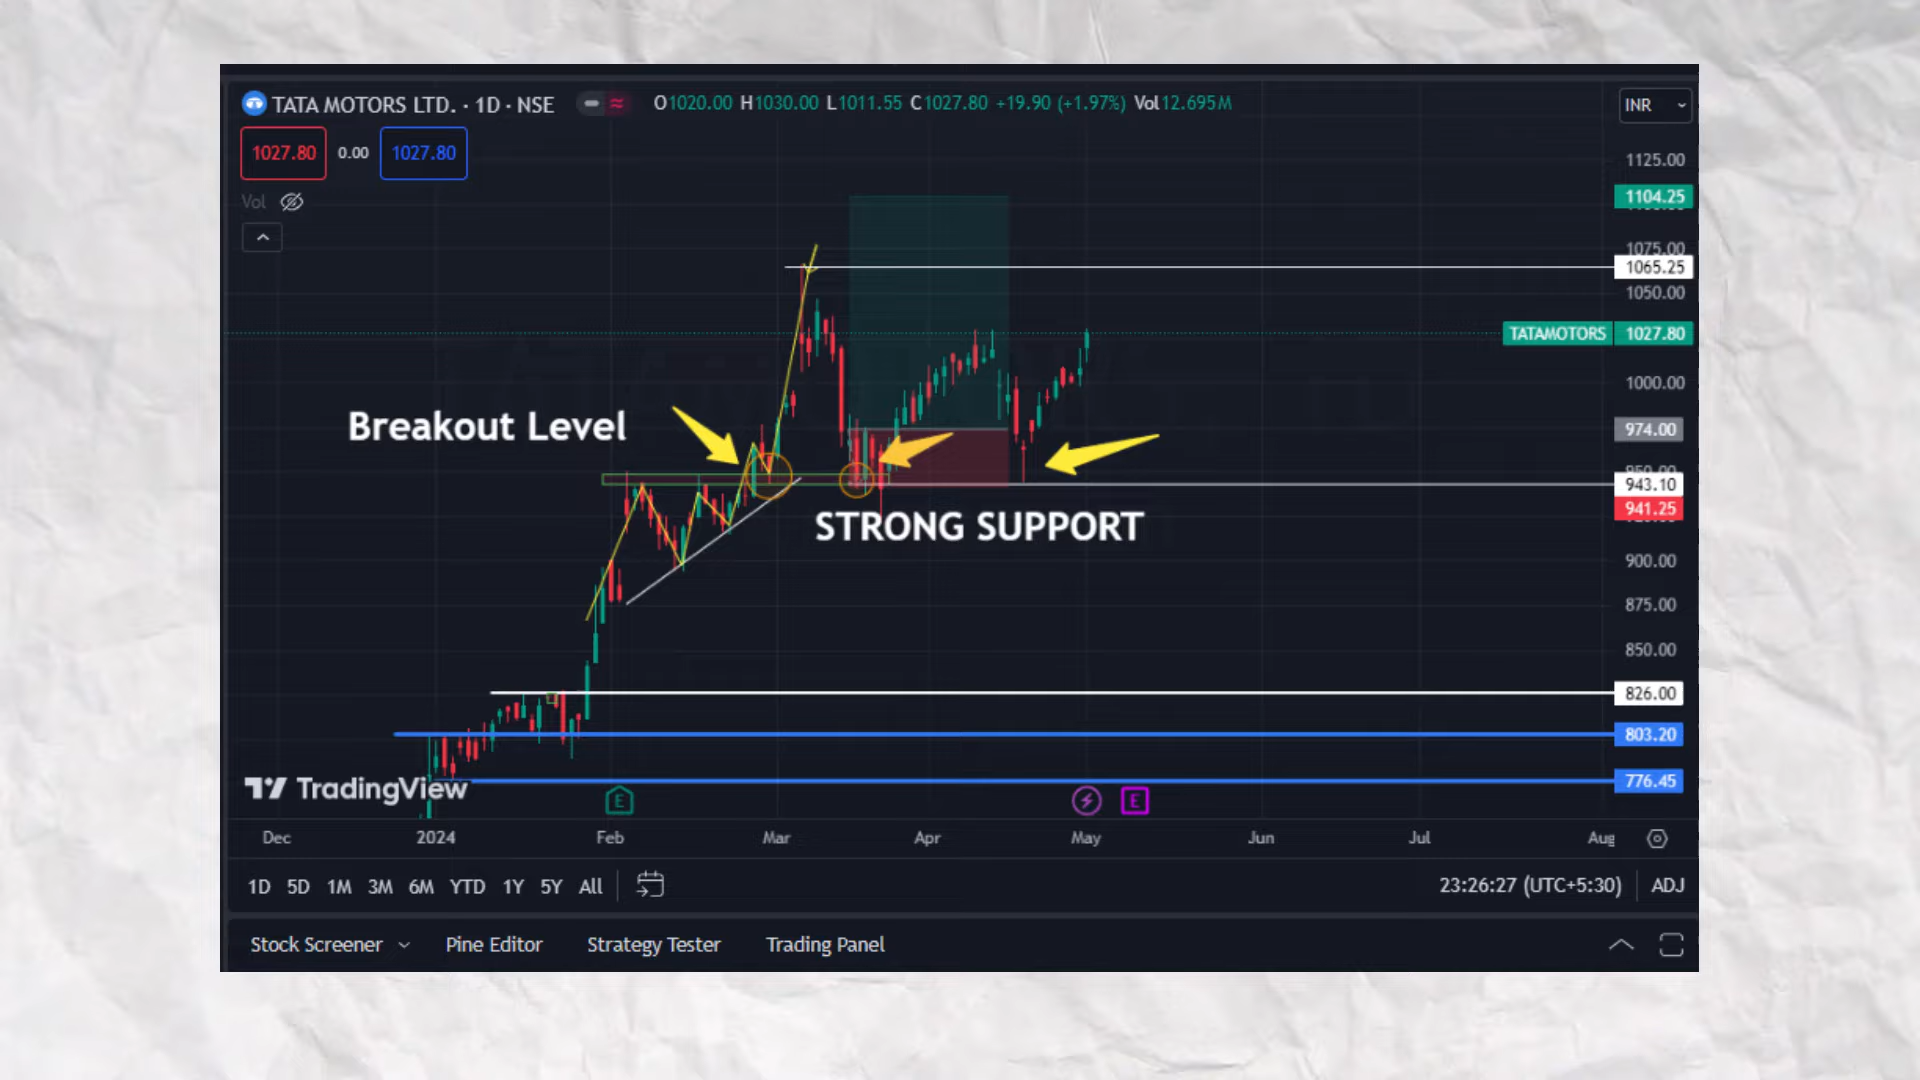 TATA MOTORS LTD. · 1D · NSE
O1020.00 H1030.00 L1011.55 C1027.80 +19.90 (+1.97%) Vol12.695M
INR
1027.80 0.00 1027.80
Vol
1125.00
1104.25
1075.00
1065.25
1050.00
TATAMOTORS 1027.80
1000.00
Breakout Level
974.00
950.00
943.10
941.25
STRONG SUPPORT
900.00
875.00
850.00
826.00
803.20
776.45
TradingView
E
E
Dec 2024 Feb Mar Apr May Jun Jul Aug
1D 5D 1M 3M 6M YTD 1Y 5Y All
23:26:27 (UTC+5:30) ADJ
Stock Screener Pine Editor Strategy Tester Trading Panel